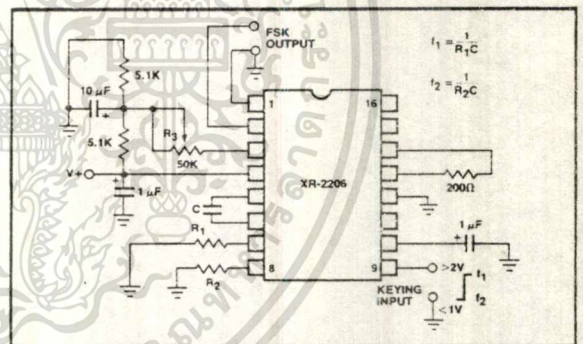 FSK
OUTPUT
f₁ = 1/R₁C
f₂ = 1/R₂C
5.1K
10 µF
+
5.1K
R₃
50K
V+
+
1 µF
C
R₁
R₂
1
16
XR-2206
8
9
200Ω
1 µF
+
>2V
f₁
KEYING
INPUT
f₂
<1V